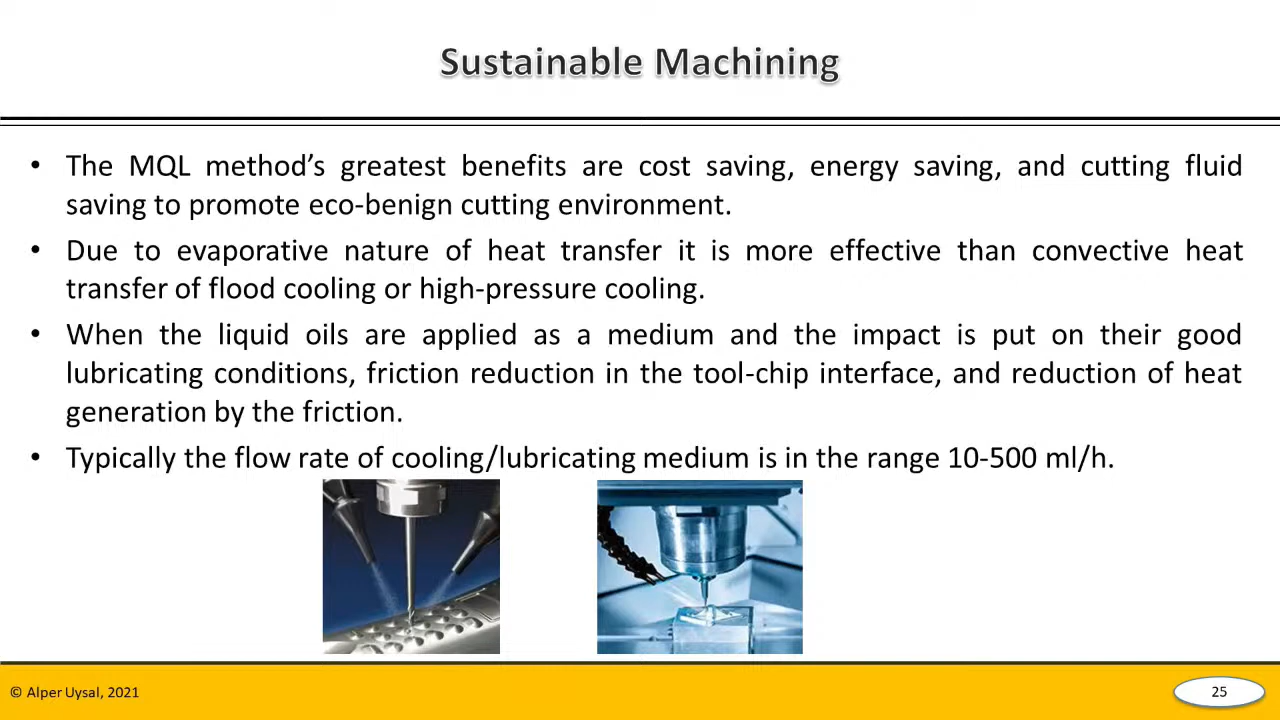 Sustainable Machining
• The MQL method’s greatest benefits are cost saving, energy saving, and cutting fluid
saving to promote eco-benign cutting environment.
• Due to evaporative nature of heat transfer it is more effective than convective heat
transfer of flood cooling or high-pressure cooling.
• When the liquid oils are applied as a medium and the impact is put on their good
lubricating conditions, friction reduction in the tool-chip interface, and reduction of heat
generation by the friction.
• Typically the flow rate of cooling/lubricating medium is in the range 10-500 ml/h.
© Alper Uysal, 2021
25